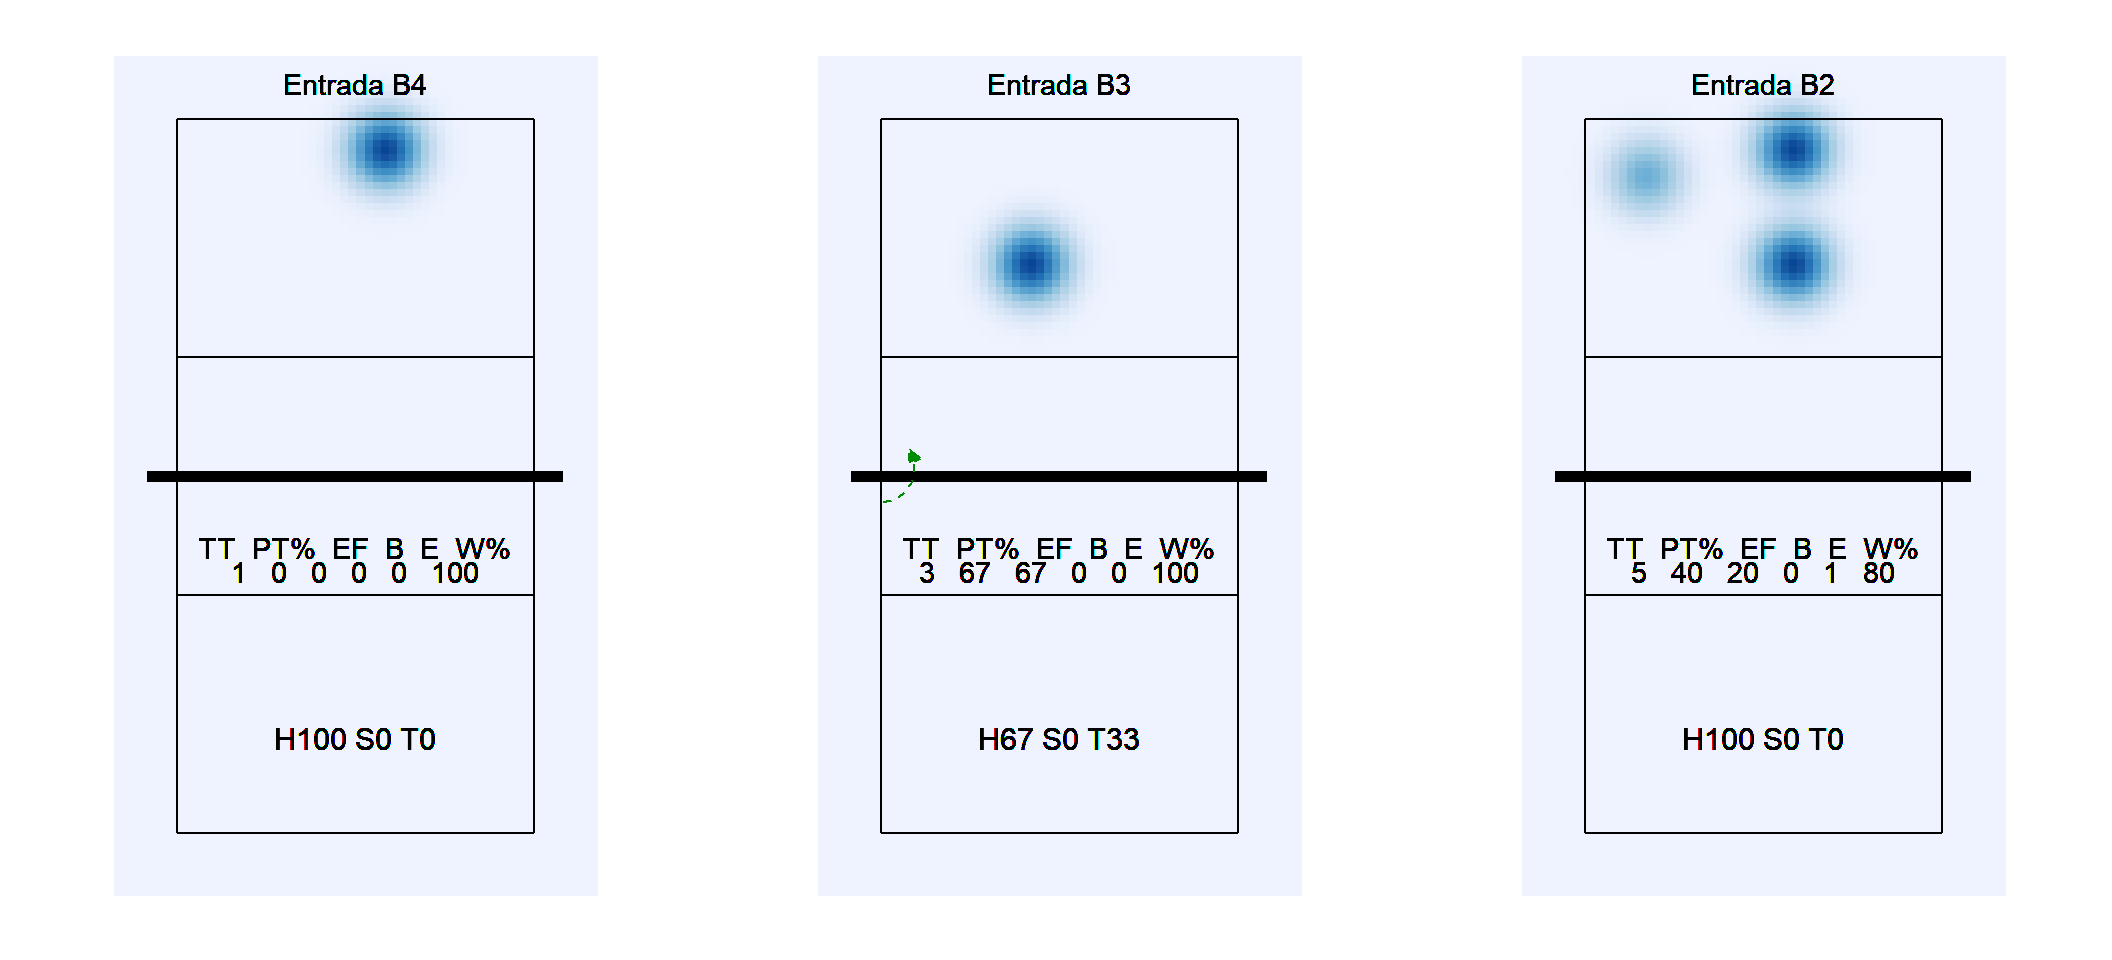 Entrada B4
TT PT% EF B E W%
1 0 0 0 0 100
H100 S0 T0
Entrada B3
TT PT% EF B E W%
3 67 67 0 0 100
H67 S0 T33
Entrada B2
TT PT% EF B E W%
5 40 20 0 1 80
H100 S0 T0